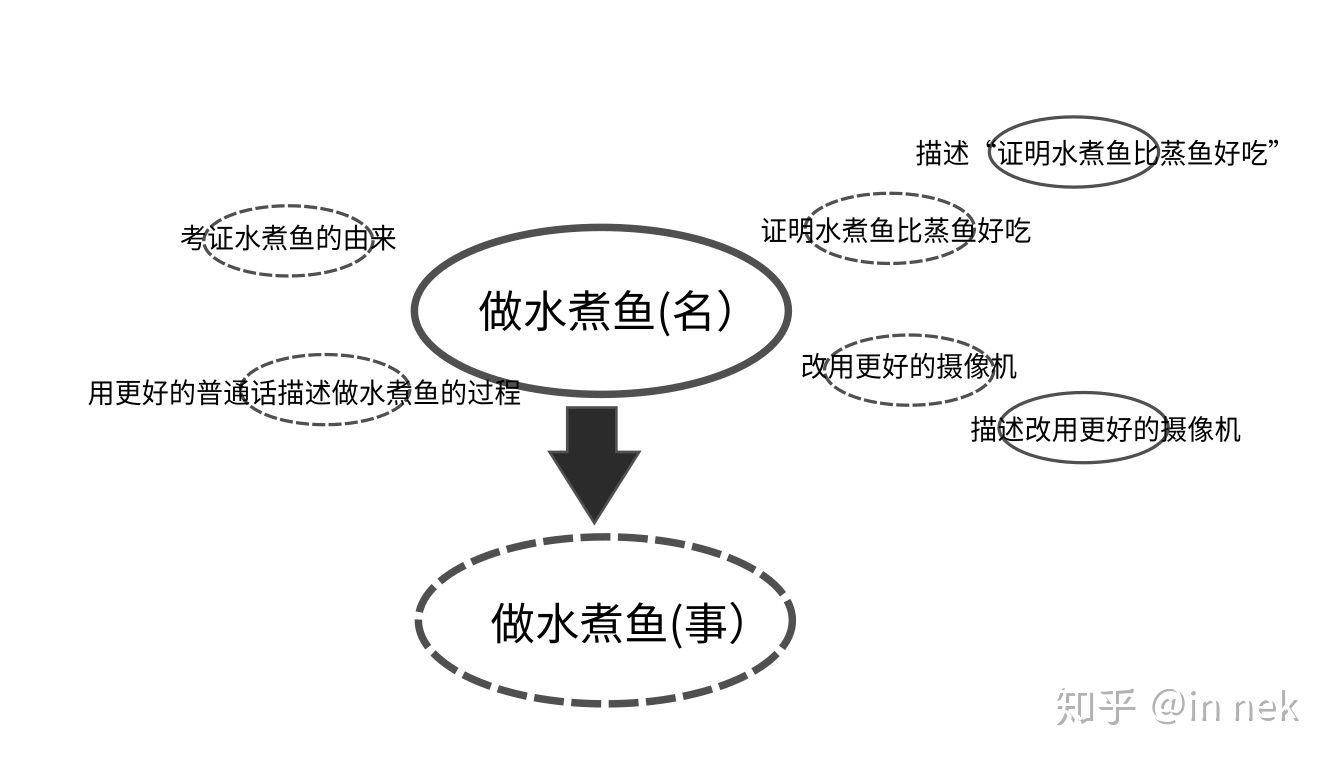 描述“证明水煮鱼比蒸鱼好吃”
证明水煮鱼比蒸鱼好吃
考证水煮鱼的由来
做水煮鱼(名）
改用更好的摄像机
用更好的普通话描述做水煮鱼的过程
描述改用更好的摄像机
做水煮鱼(事）
知乎 @in nek